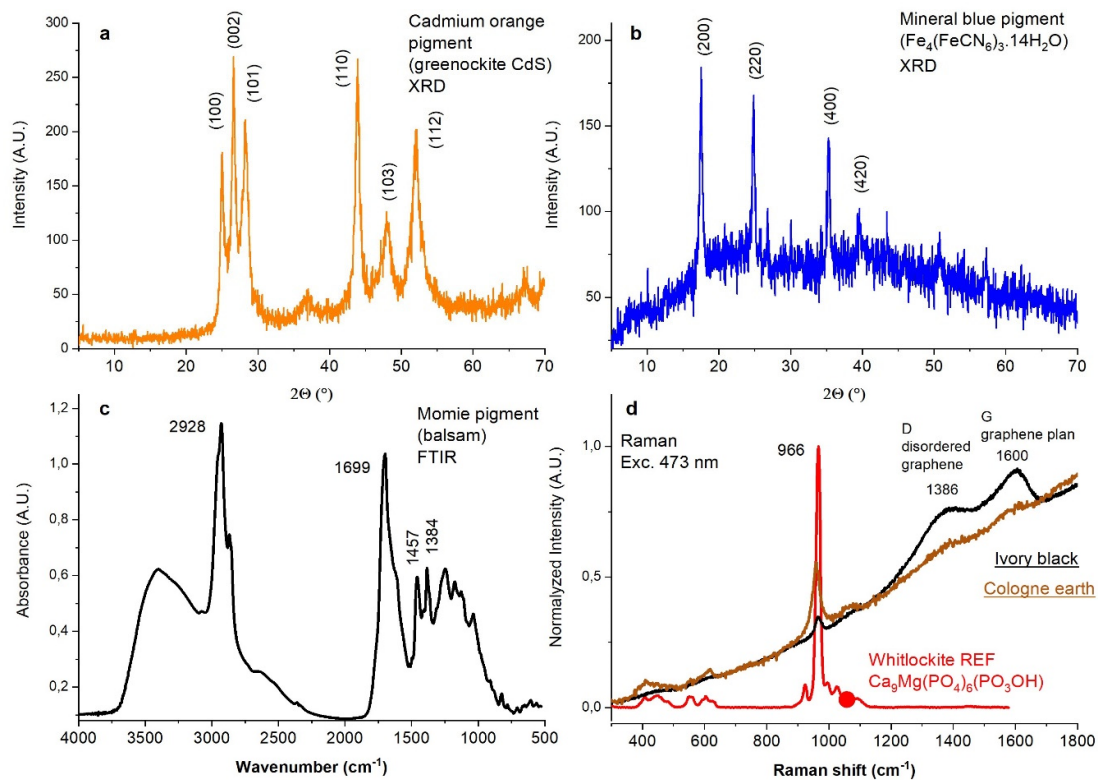 a
Cadmium orange
pigment
(greenockite CdS)
XRD
(100)
(002)
(101)
(110)
(103)
(112)
Intensity (A.U.)
300
250
200
150
100
50
0
10 20 30 40 50 60 70
2Θ (°)
b
Mineral blue pigment
(Fe4(FeCN6)3.14H2O)
XRD
(200)
(220)
(400)
(420)
Intensity (A.U.)
200
150
100
50
10 20 30 40 50 60 70
2Θ (°)
c
Momie pigment
(balsam)
FTIR
2928
1699
1457
1384
Absorbance (A.U.)
1,2
1,0
0,8
0,6
0,4
0,2
4000 3500 3000 2500 2000 1500 1000 500
Wavenumber (cm-1)
d
Raman
Exc. 473 nm
966
D
disordered
graphene
1386
G
graphene plan
1600
Ivory black
Cologne earth
Whitlockite REF
Ca9Mg(PO4)6(PO3OH)
Normalized Intensity (A.U.)
1,0
0,5
0,0
400 600 800 1000 1200 1400 1600 1800
Raman shift (cm-1)